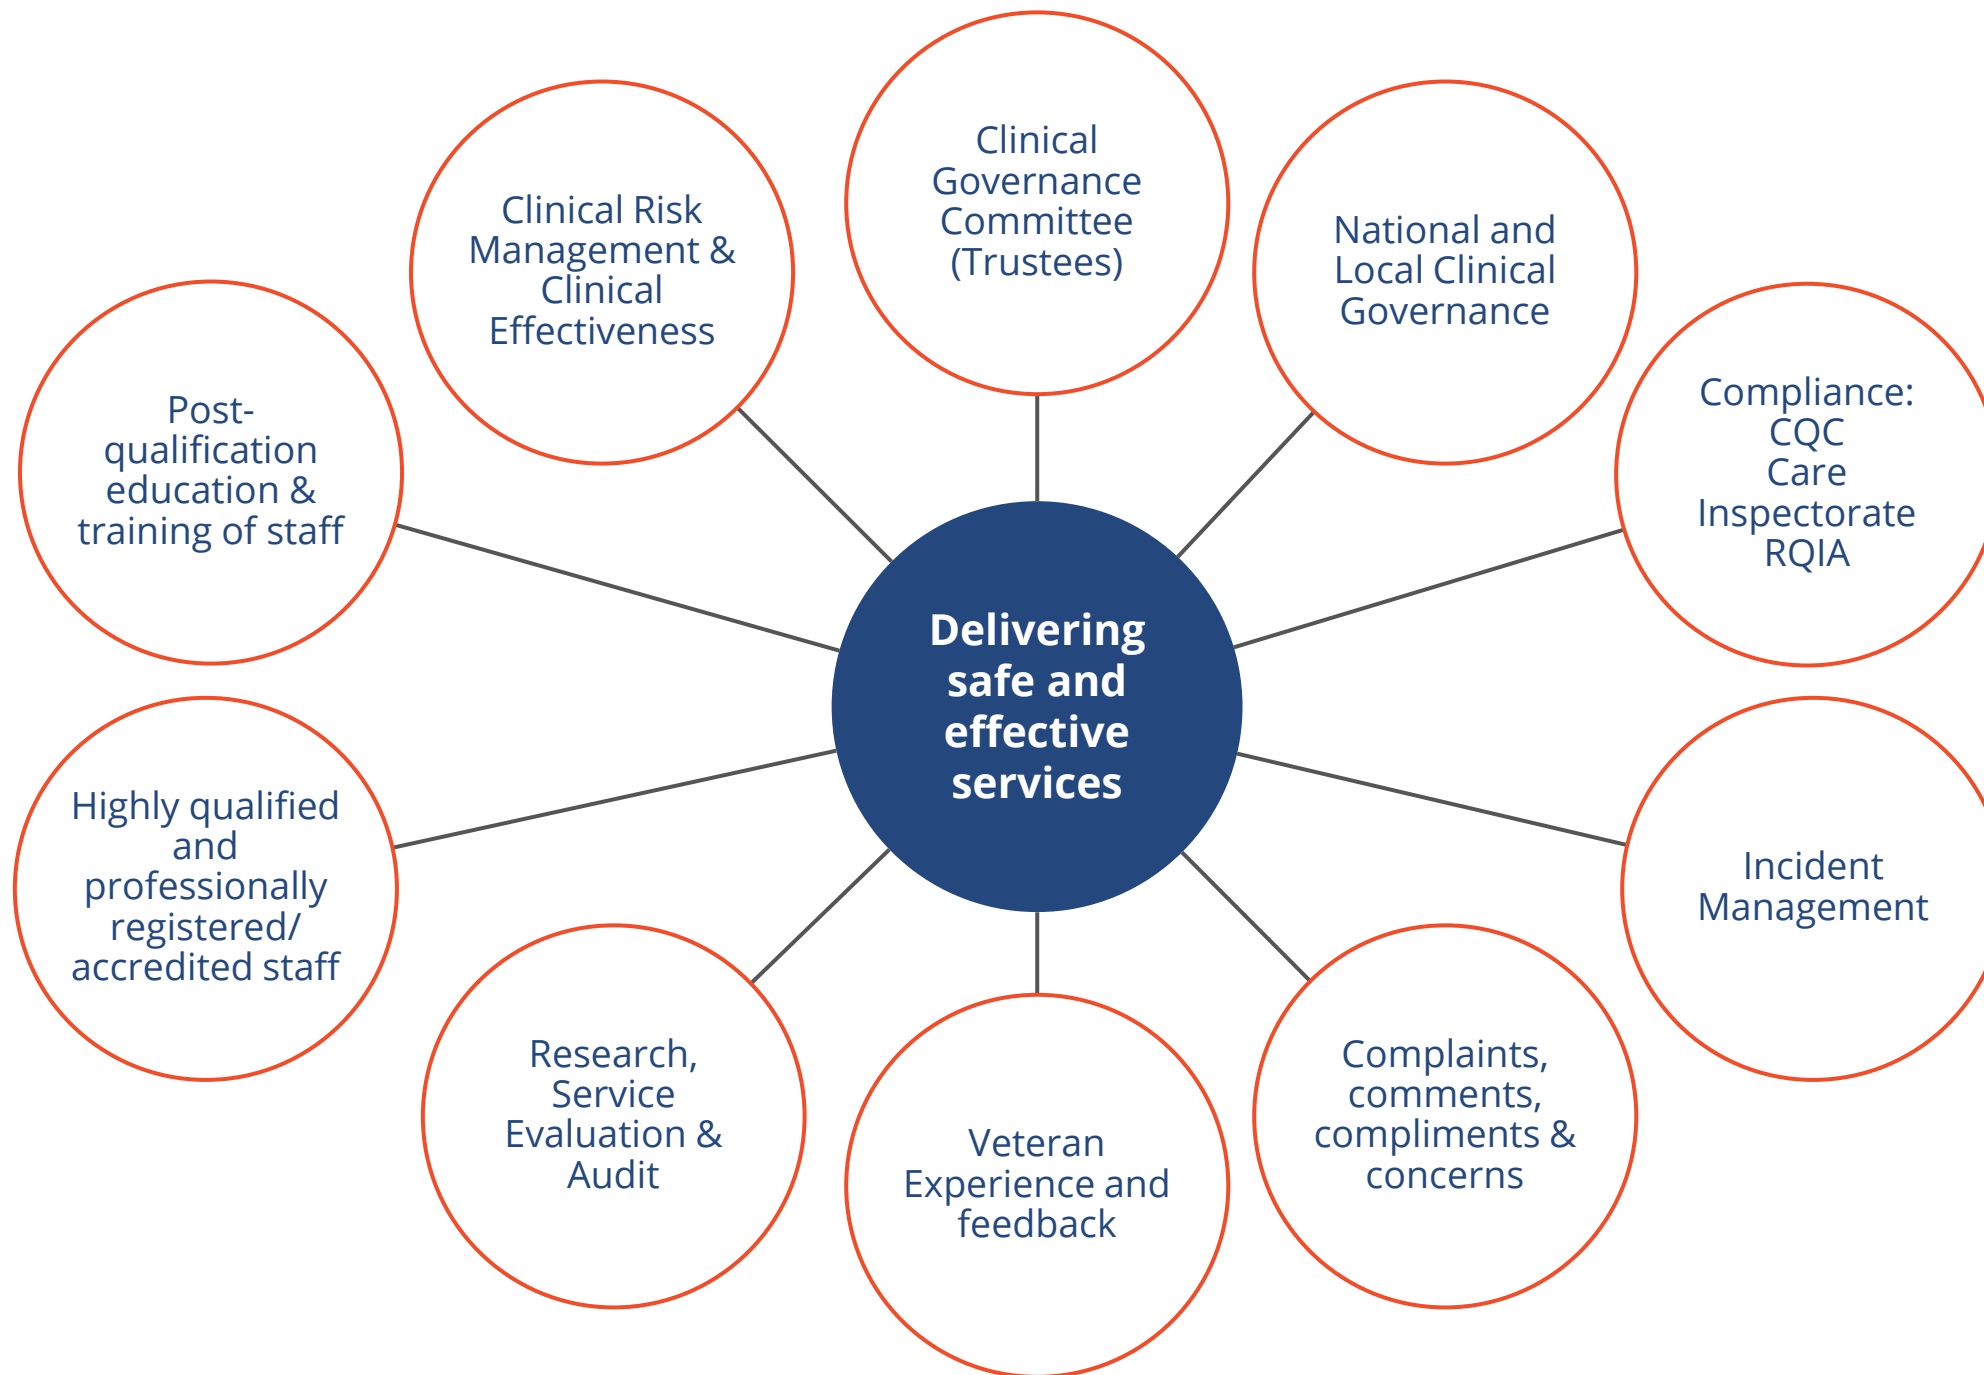 Clinical
Governance
Committee
(Trustees)
Clinical Risk
Management &
Clinical
Effectiveness
National and
Local Clinical
Governance
Post-
qualification
education &
training of staff
Compliance:
CQC
Care
Inspectorate
RQIA
Delivering
safe and
effective
services
Highly qualified
and
professionally
registered/
accredited staff
Incident
Management
Research,
Service
Evaluation &
Audit
Veteran
Experience and
feedback
Complaints,
comments,
compliments &
concerns